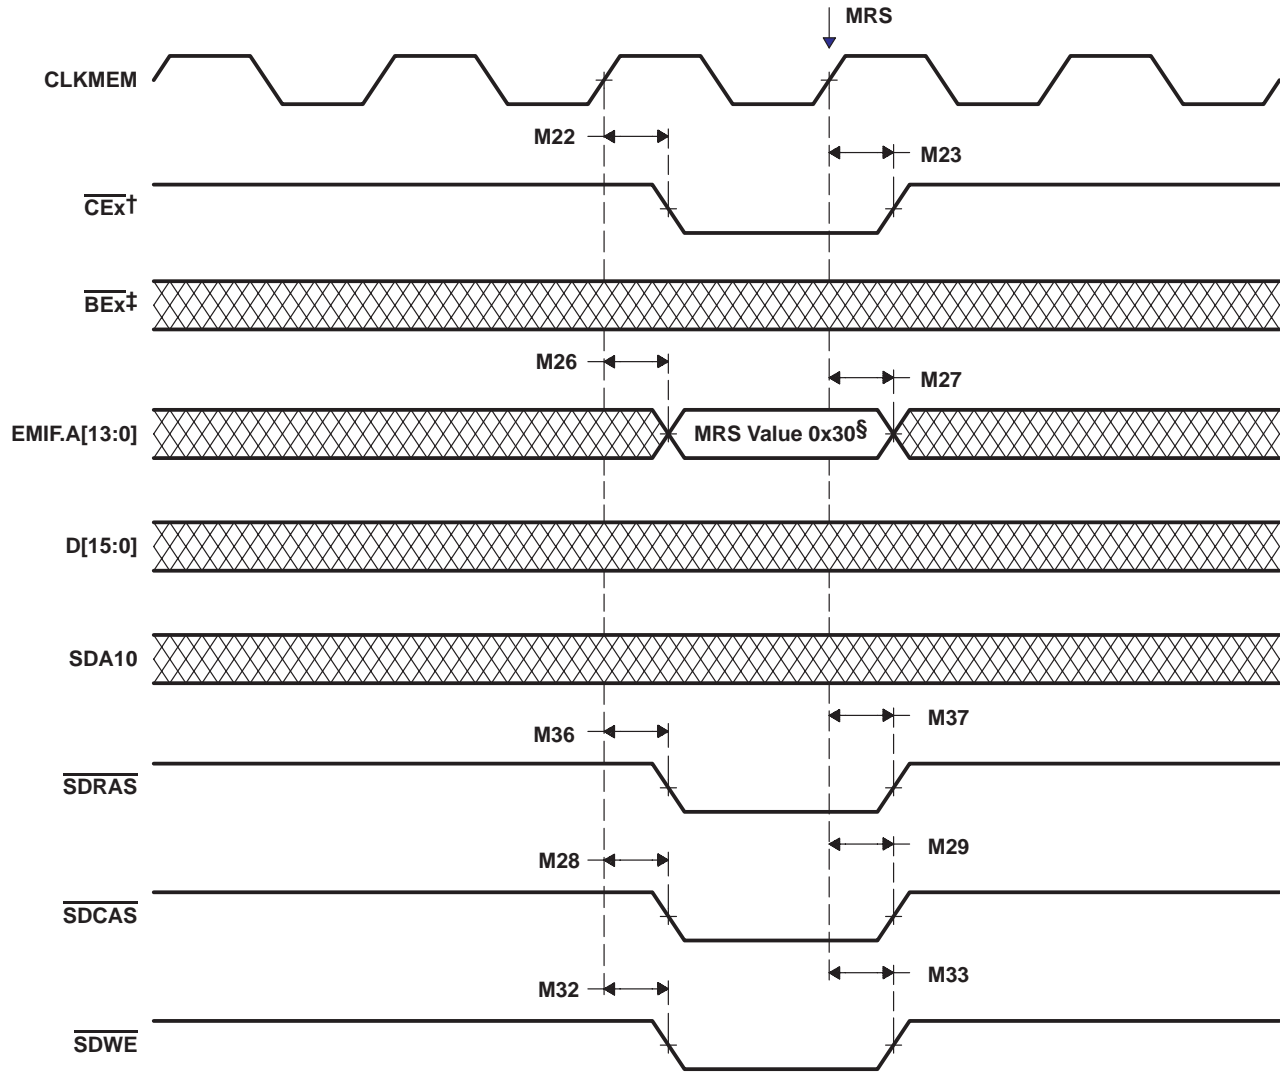 MRS
CLKMEM
M22
M23
CEx†
BEx‡
M26
M27
EMIF.A[13:0]
MRS Value 0x30§
D[15:0]
SDA10
M36
M37
SDRAS
M28
M29
SDCAS
M32
M33
SDWE